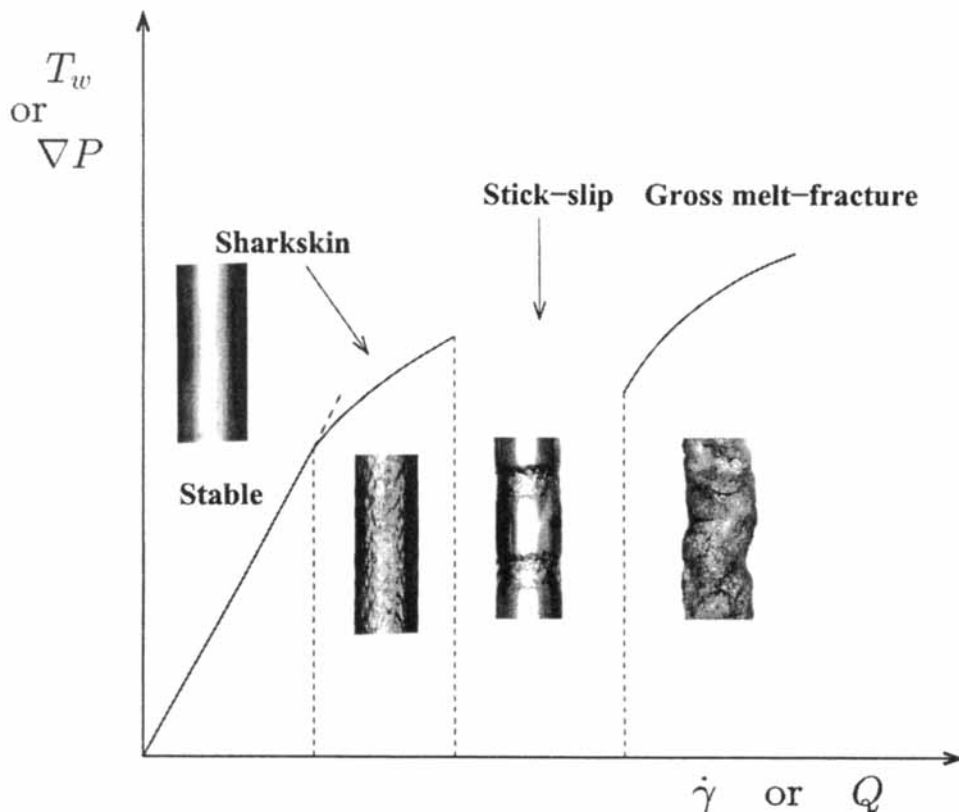 T_w
or
∇P
Stick−slip
Gross melt−fracture
Sharkskin
Stable
γ̇ or Q